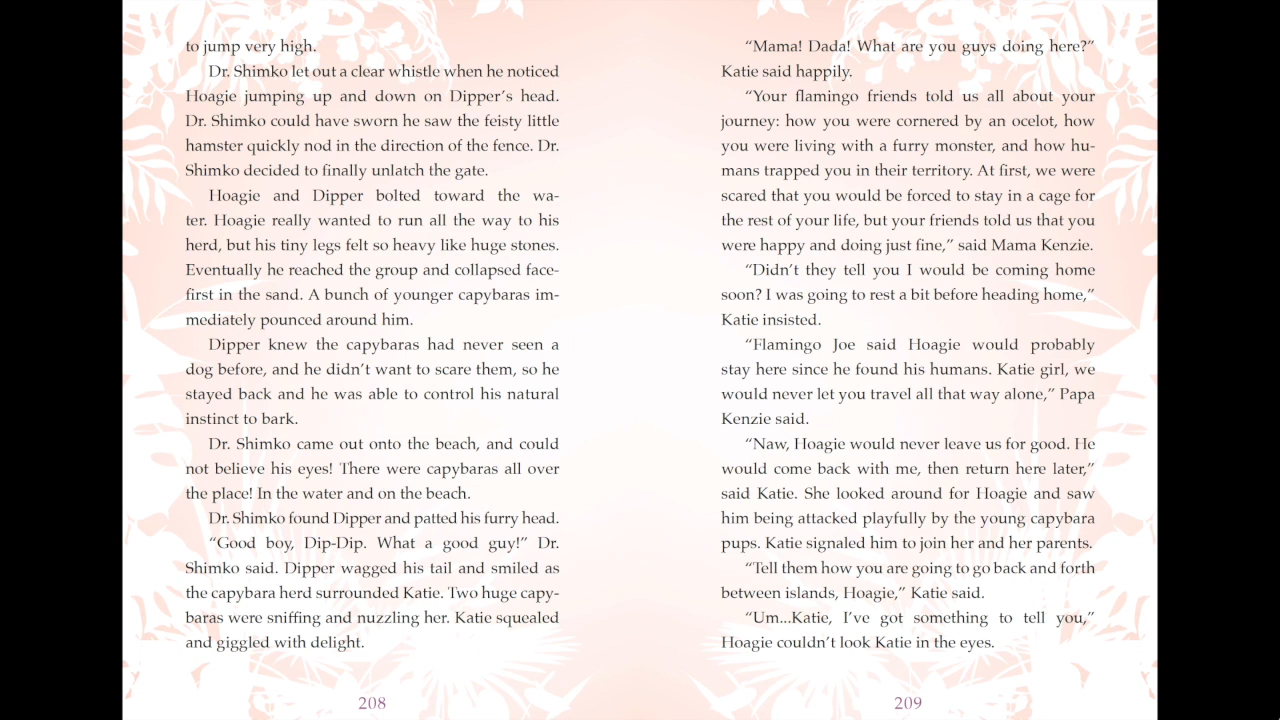 to jump very high.
Dr. Shimko let out a clear whistle when he noticed
Hoagie jumping up and down on Dipper's head.
Dr. Shimko could have sworn he saw the feisty little
hamster quickly nod in the direction of the fence. Dr.
Shimko decided to finally unlatch the gate.
Hoagie and Dipper bolted toward the wa-
ter. Hoagie really wanted to run all the way to his
herd, but his tiny legs felt so heavy like huge stones.
Eventually he reached the group and collapsed face-
first in the sand. A bunch of younger capybaras im-
mediately pounced around him.
Dipper knew the capybaras had never seen a
dog before, and he didn't want to scare them, so he
stayed back and he was able to control his natural
instinct to bark.
Dr. Shimko came out onto the beach, and could
not believe his eyes! There were capybaras all over
the place! In the water and on the beach.
Dr. Shimko found Dipper and patted his furry head.
“Good boy, Dip-Dip. What a good guy!” Dr.
Shimko said. Dipper wagged his tail and smiled as
the capybara herd surrounded Katie. Two huge capy-
baras were sniffing and nuzzling her. Katie squealed
and giggled with delight.
208
“Mama! Dada! What are you guys doing here?”
Katie said happily.
“Your flamingo friends told us all about your
journey: how you were cornered by an ocelot, how
you were living with a furry monster, and how hu-
mans trapped you in their territory. At first, we were
scared that you would be forced to stay in a cage for
the rest of your life, but your friends told us that you
were happy and doing just fine,” said Mama Kenzie.
“Didn't they tell you I would be coming home
soon? I was going to rest a bit before heading home,”
Katie insisted.
“Flamingo Joe said Hoagie would probably
stay here since he found his humans. Katie girl, we
would never let you travel all that way alone,” Papa
Kenzie said.
“Naw, Hoagie would never leave us for good. He
would come back with me, then return here later,”
said Katie. She looked around for Hoagie and saw
him being attacked playfully by the young capybara
pups. Katie signaled him to join her and her parents.
“Tell them how you are going to go back and forth
between islands, Hoagie,” Katie said.
“Um...Katie, I've got something to tell you,”
Hoagie couldn't look Katie in the eyes.
209